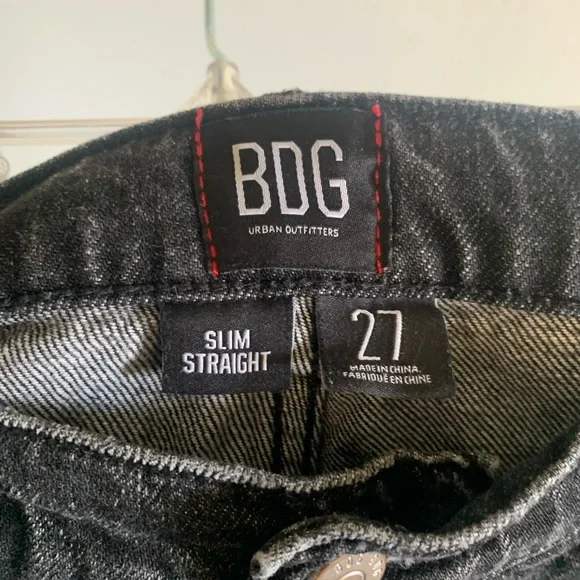 BDG
URBAN OUTFITTERS
SLIM
STRAIGHT
27
MADE IN CHINA
FABRIQUÉ EN CHINE